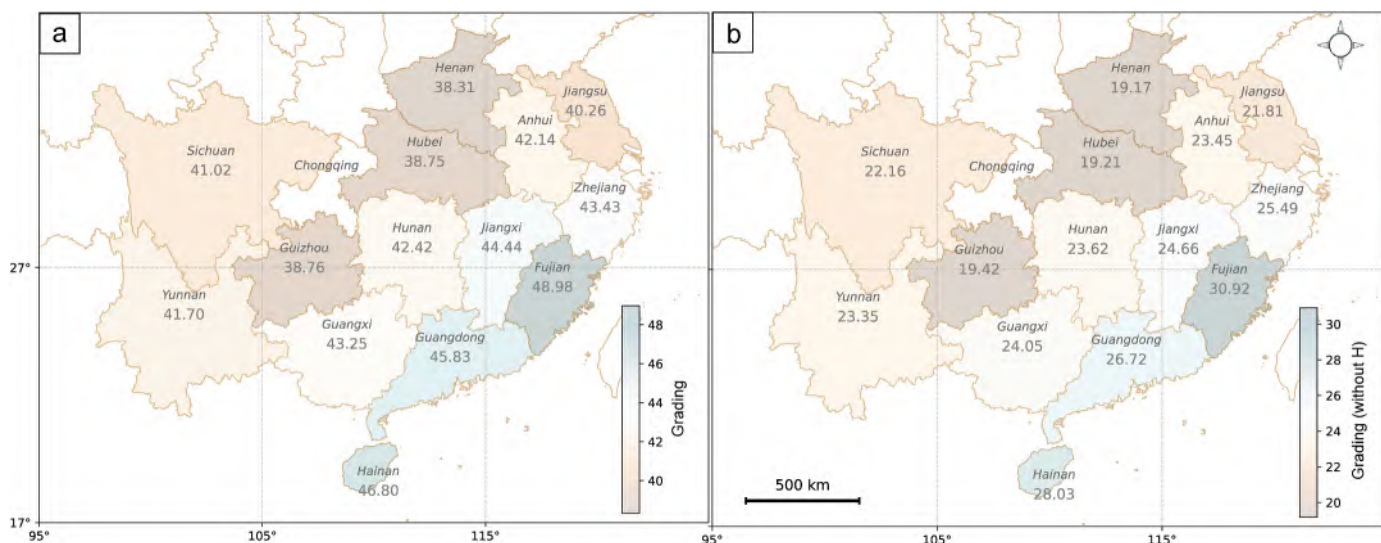 a
Henan
38.31
Jiangsu
40.26
Anhui
42.14
Hubei
38.75
Sichuan
41.02
Chongqing
Zhejiang
43.43
Hunan
42.42
Jiangxi
44.44
Guizhou
38.76
Fujian
48.98
Yunnan
41.70
Guangxi
43.25
Guangdong
45.83
Hainan
46.80
27°
17°
95°
105°
115°
48
46
44
42
40
Grading
b
Henan
19.17
Jiangsu
21.81
Anhui
23.45
Hubei
19.21
Sichuan
22.16
Chongqing
Zhejiang
25.49
Hunan
23.62
Jiangxi
24.66
Guizhou
19.42
Fujian
30.92
Yunnan
23.35
Guangxi
24.05
Guangdong
26.72
Hainan
28.03
500 km
95°
105°
115°
30
28
26
24
22
20
Grading (without H)